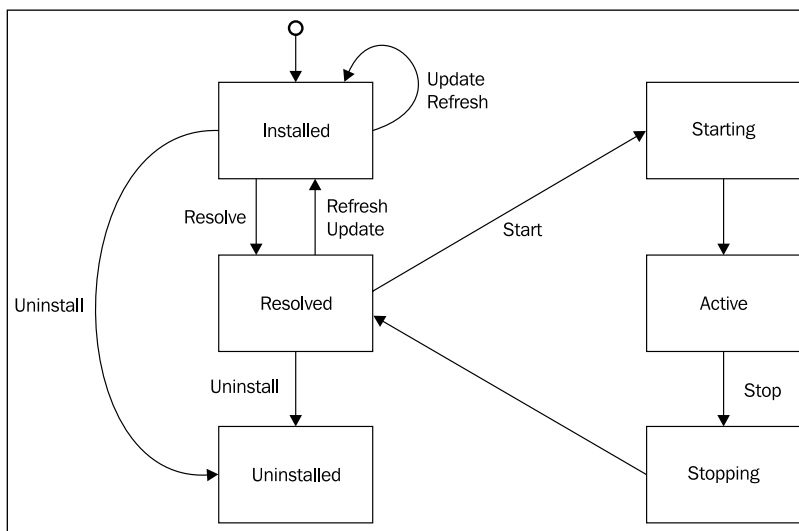 Update
Refresh
Installed
Starting
Resolve
Refresh
Update
Start
Uninstall
Resolved
Active
Uninstall
Stop
Uninstalled
Stopping